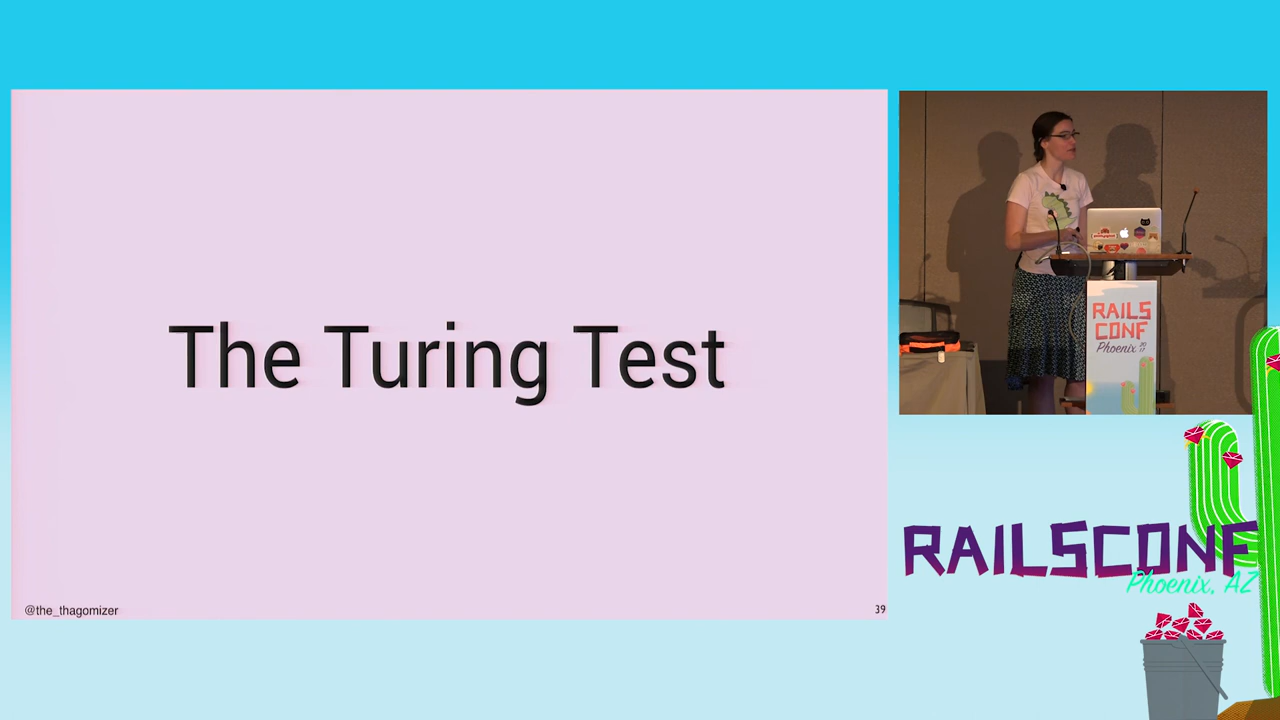 The Turing Test
@the_thagomizer
39
RAILS
CONF
Phoenix
RAILSCONF
Phoenix, AZ